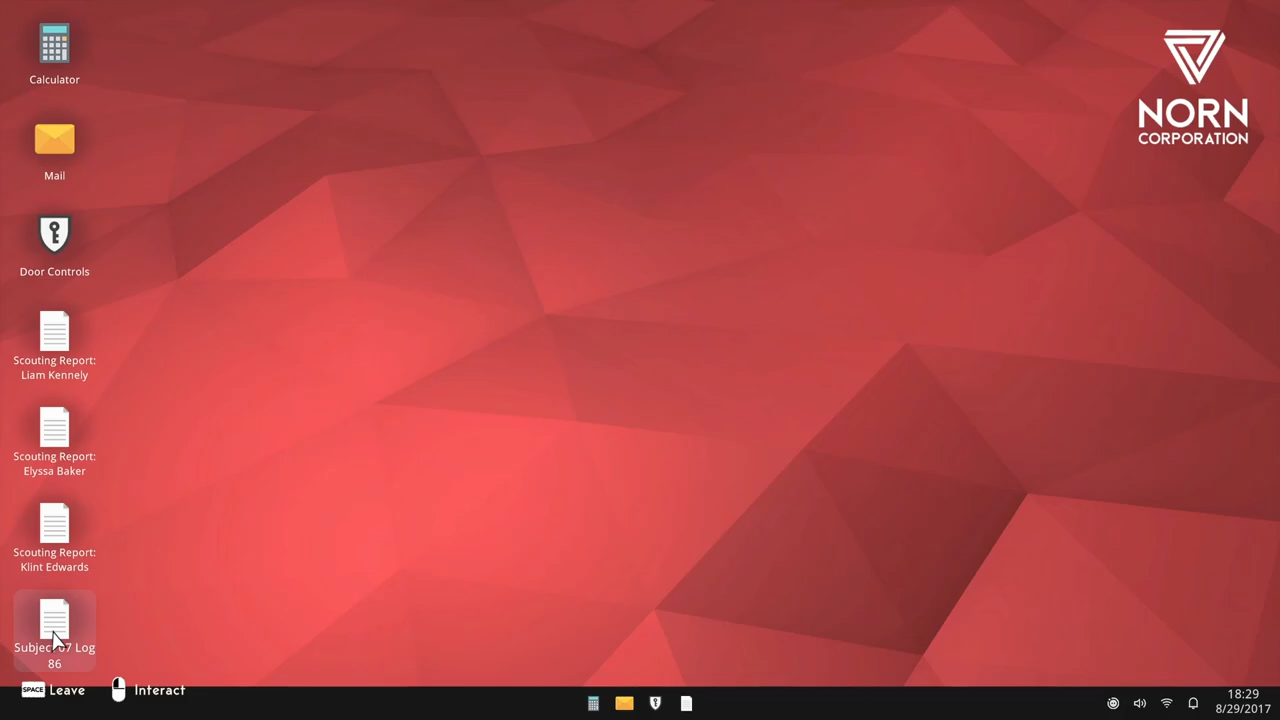 Calculator
Mail
Door Controls
Scouting Report:
Liam Kennely
Scouting Report:
Elyssa Baker
Scouting Report:
Klint Edwards
Log
86
SPACE Leave Interact
NORN
CORPORATION
18:29
8/29/2017